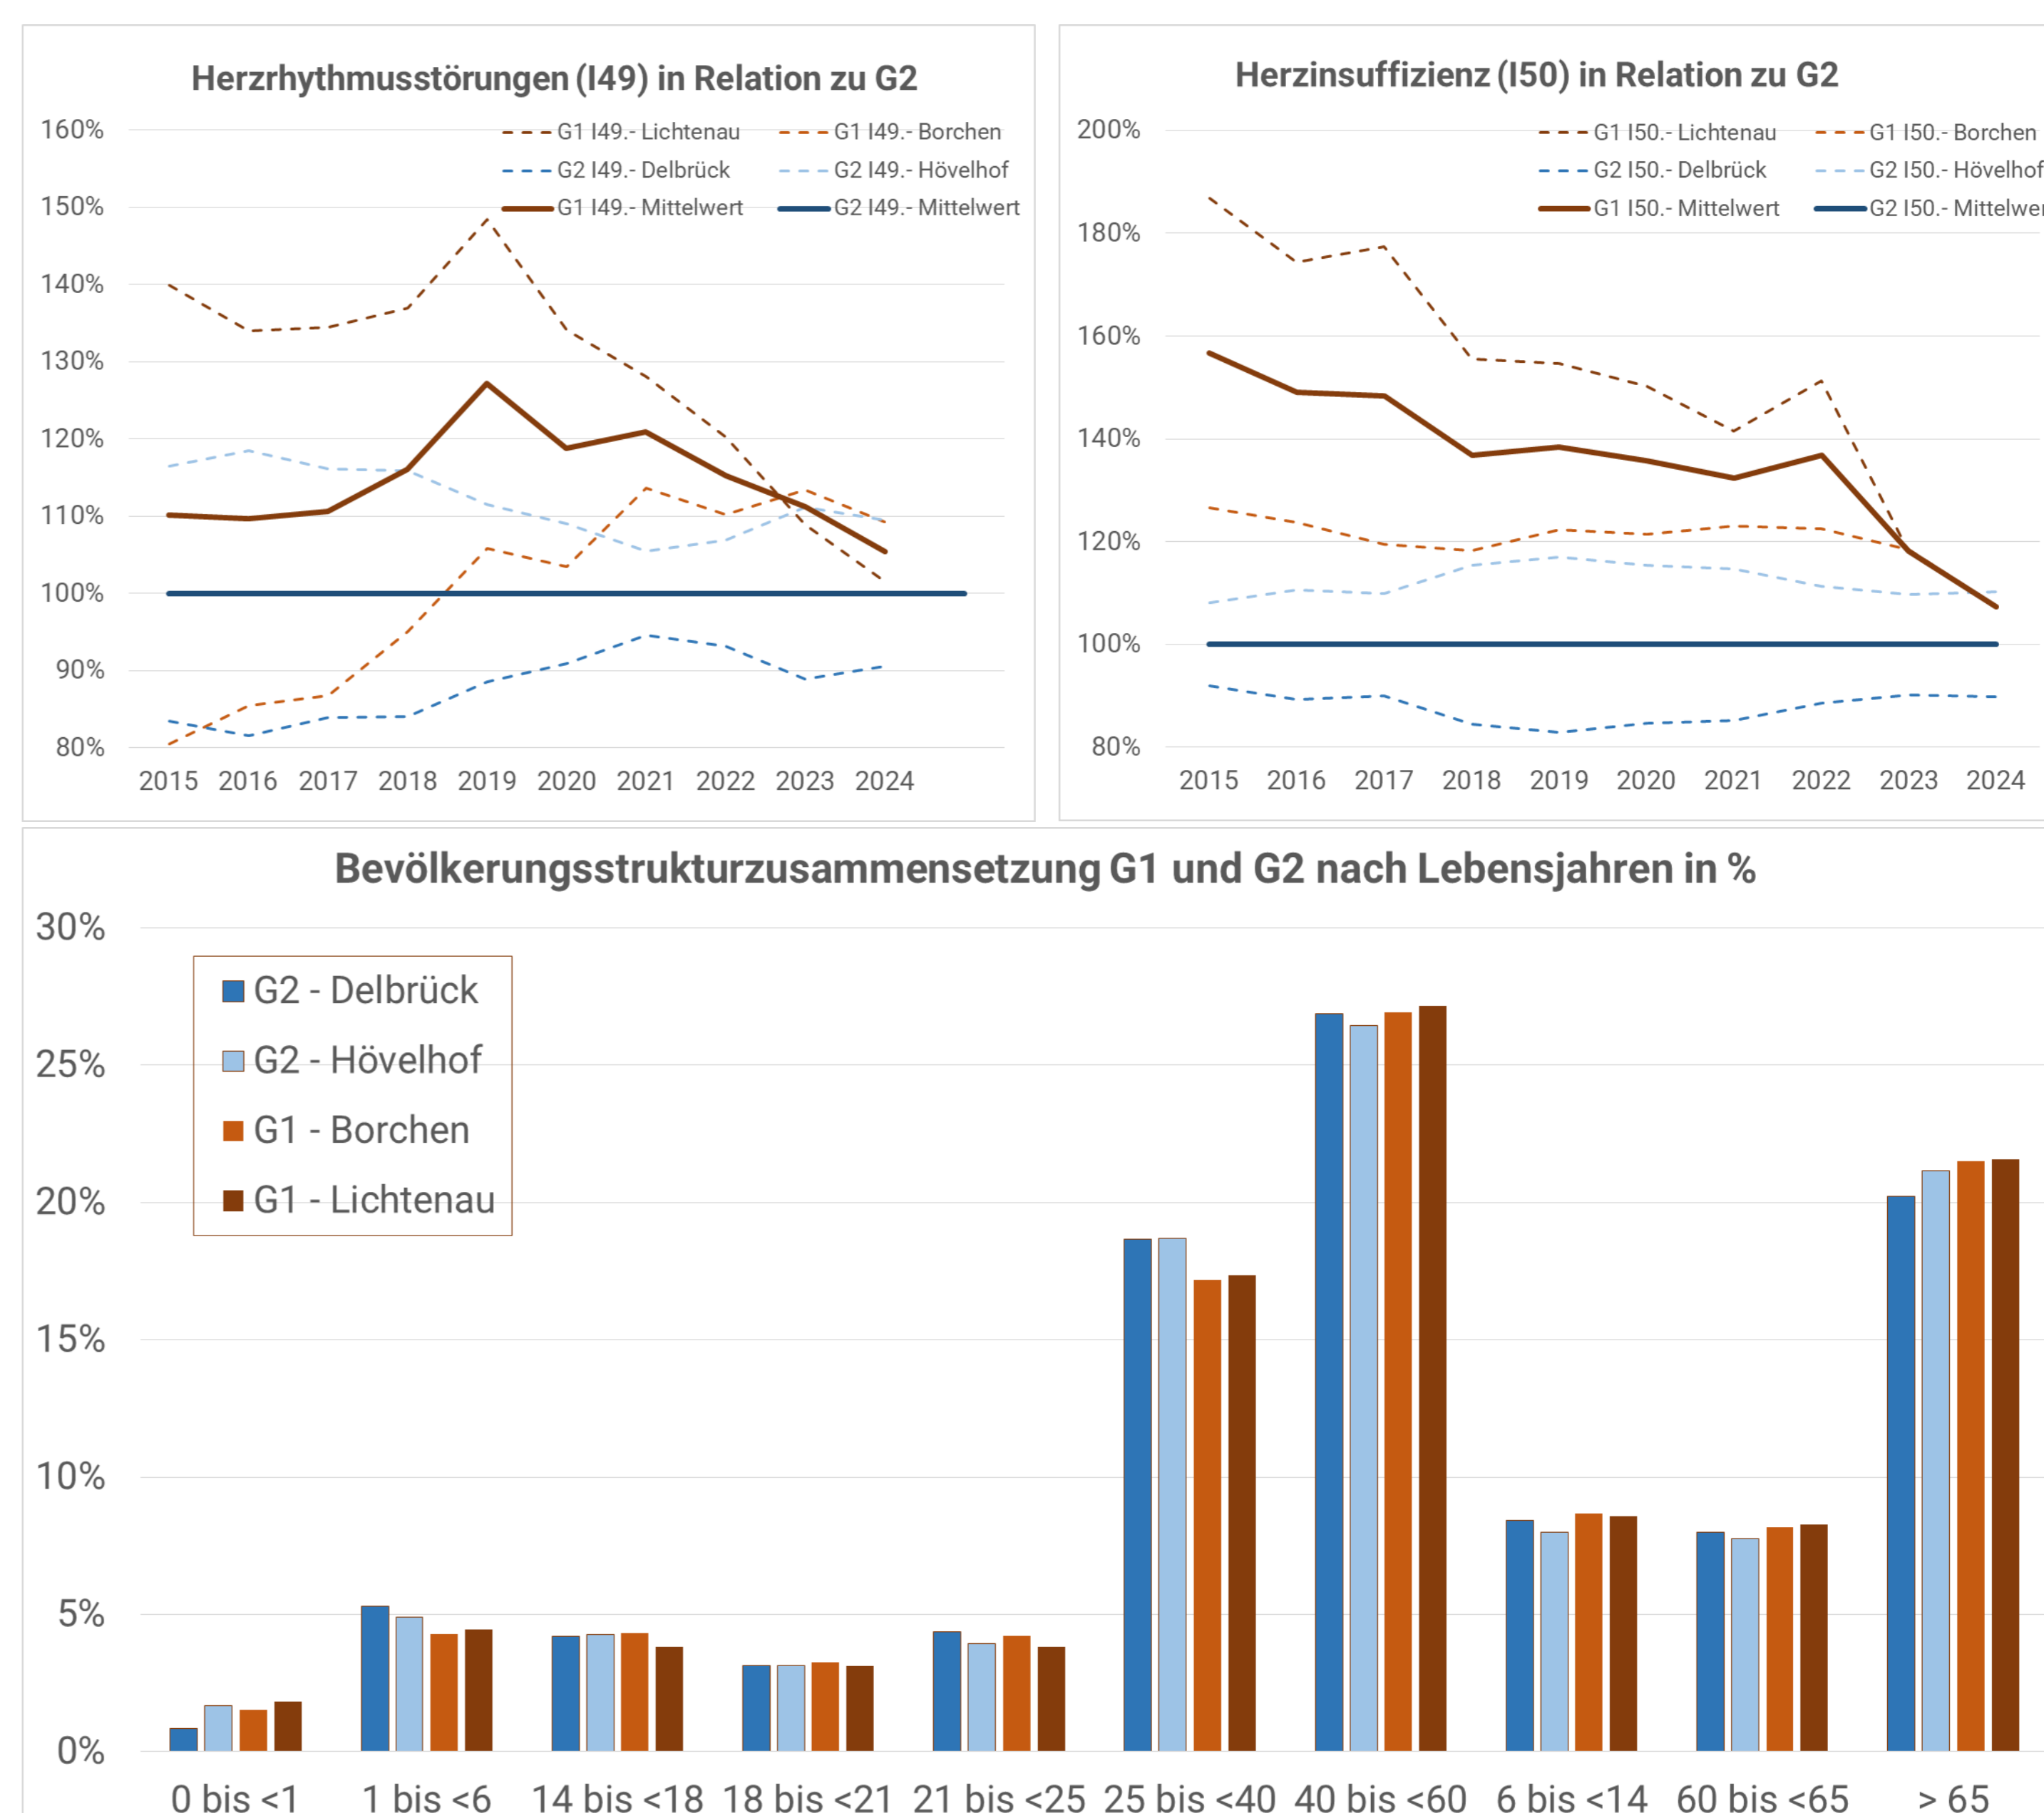 Herzrhythmusstörungen (I49) in Relation zu G2
160%
150%
140%
130%
120%
110%
100%
90%
80%
G1 I49.- Lichtenau G1 I49.- Borchen
G2 I49.- Delbrück G2 I49.- Hövelhof
G1 I49.- Mittelwert G2 I49.- Mittelwert
2015 2016 2017 2018 2019 2020 2021 2022 2023 2024
Herzinsuffizienz (I50) in Relation zu G2
200%
180%
160%
140%
120%
100%
80%
G1 I50.- Lichtenau G1 I50.- Borchen
G2 I50.- Delbrück G2 I50.- Hövelhof
G1 I50.- Mittelwert G2 I50.- Mittelwer
2015 2016 2017 2018 2019 2020 2021 2022 2023 2024
Bevölkerungsstrukturzusammensetzung G1 und G2 nach Lebensjahren in %
30%
25%
20%
15%
10%
5%
0%
G2 - Delbrück
G2 - Hövelhof
G1 - Borchen
G1 - Lichtenau
0 bis <1 1 bis <6 14 bis <18 18 bis <21 21 bis <25 25 bis <40 40 bis <60 6 bis <14 60 bis <65 > 65